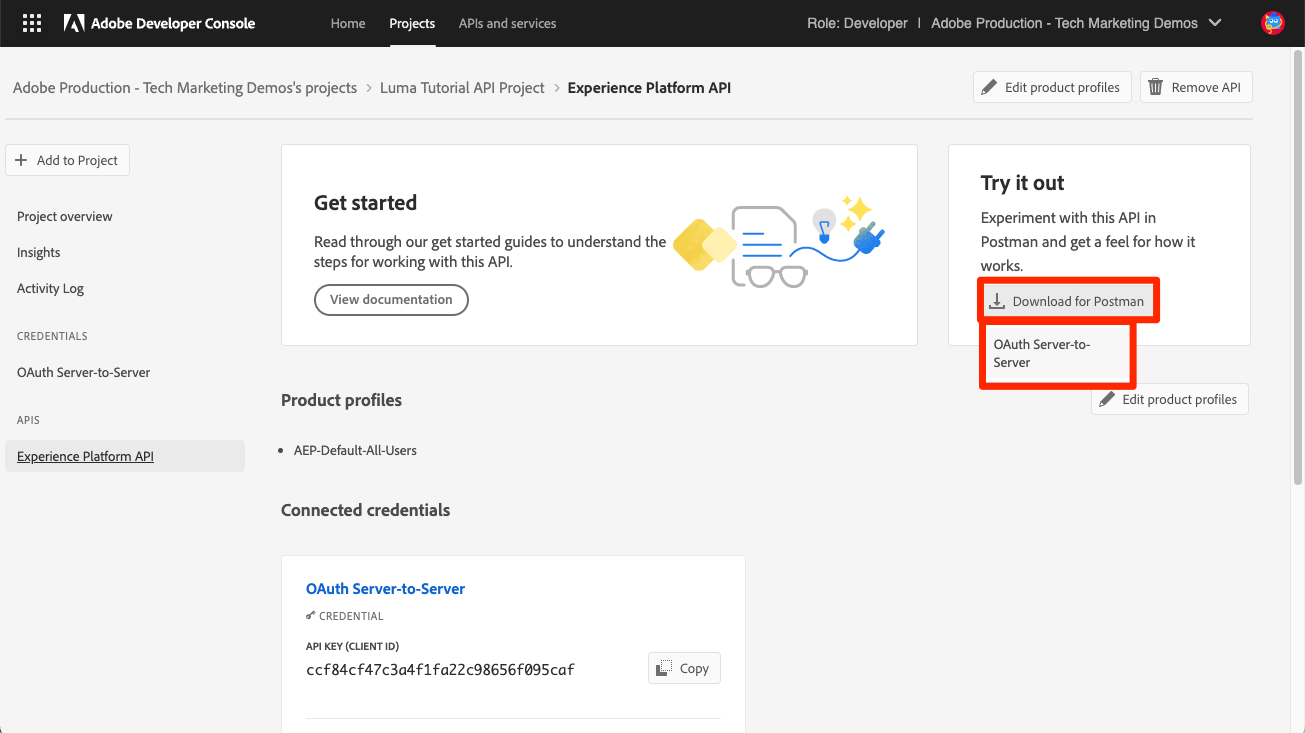 Adobe Developer Console
Home
Projects
APIs and services
Role: Developer | Adobe Production - Tech Marketing Demos
Adobe Production - Tech Marketing Demos's projects > Luma Tutorial API Project > Experience Platform API
Edit product profiles
Remove API
Add to Project
Project overview
Insights
Activity Log
CREDENTIALS
OAuth Server-to-Server
APIS
Experience Platform API
Get started
Read through our get started guides to understand the
steps for working with this API.
View documentation
Try it out
Experiment with this API in
Postman and get a feel for how it
works.
Download for Postman
OAuth Server-to-
Server
Product profiles
Edit product profiles
• AEP-Default-All-Users
Connected credentials
OAuth Server-to-Server
CREDENTIAL
API KEY (CLIENT ID)
ccf84cf47c3a4f1fa22c98656f095caf
Copy